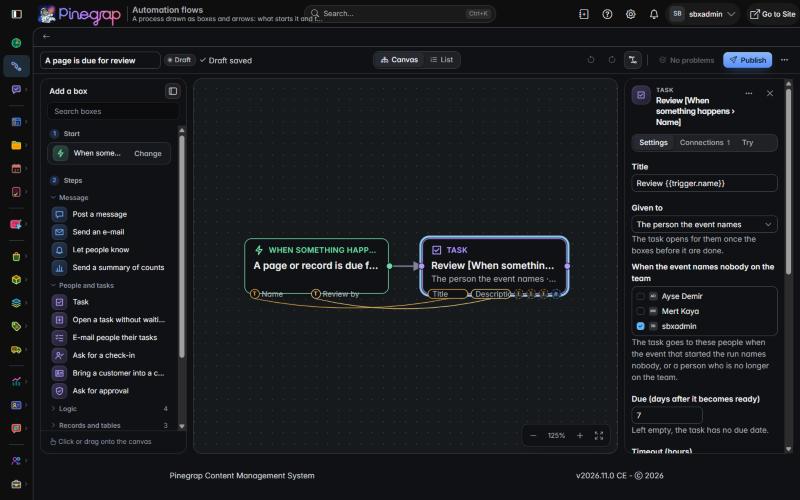 Pinegrap
Automation flows
A process drawn as boxes and arrows: what starts it and t...
Search...
Ctrl+K
SB
sbxadmin
Go to Site
A page is due for review
Draft
Draft saved
Canvas
List
No problems
Publish
Add a box
Search boxes
1 Start
When some...
Change
2 Steps
Message
Post a message
Send an e-mail
Let people know
Send a summary of counts
People and tasks
Task
Open a task without waiti...
E-mail people their tasks
Ask for a check-in
Bring a customer into a c...
Ask for approval
Logic 4
Records and tables 3
Click or drag onto the canvas
WHEN SOMETHING HAPP...
A page or record is due f...
T Name
T Review by
TASK
Review [When somethin...
The person the event names ·...
Title
125%
TASK
Review [When something happens › Name]
Settings
Connections 1
Try
Title
Review {{trigger.name}}
Given to
The person the event names
The task opens for them once the
boxes before it are done.
When the event names nobody on the
team
Ayse Demir
Mert Kaya
sbxadmin
The task goes to these people when
the event that started the run names
nobody, or a person who is no longer
on the team.
Due (days after it becomes ready)
7
Left empty, the task has no due date.
Timeout (hours)
Pinegrap Content Management System
v2026.11.0 CE - © 2026